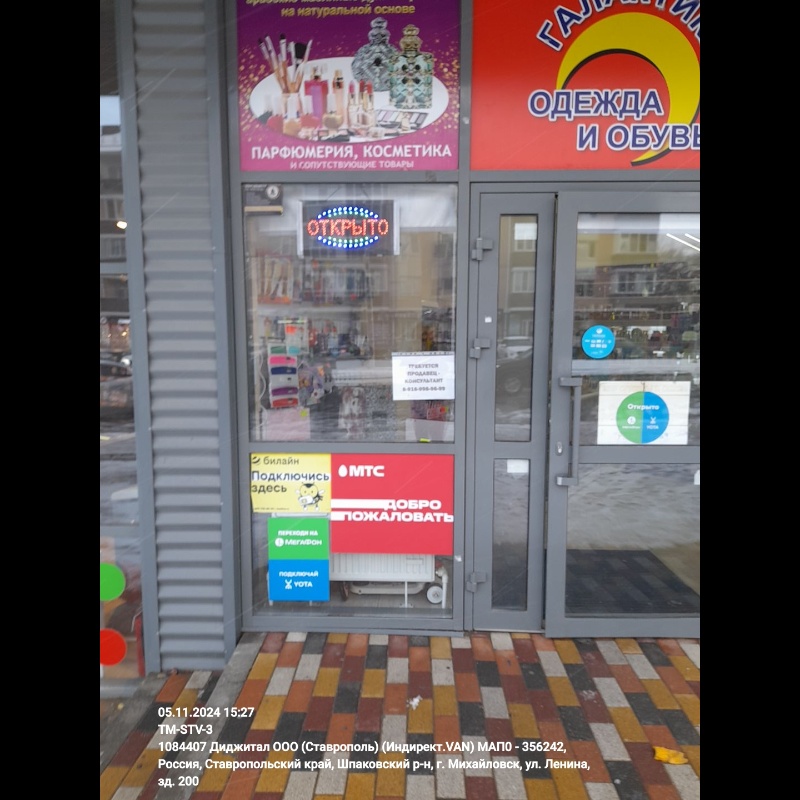 на натуральной основе
ПАРФЮМЕРИЯ, КОСМЕТИКА
И СОПУТСТВУЮЩИЕ ТОВАРЫ
ОДЕЖДА
И ОБУВЬ
ОТКРЫТО
ТРЕБУЕТСЯ
ПРОДАВЕЦ-
КОНСУЛЬТАНТ
Открыто
МегаФон
YOTA
билайн
Подключись
здесь
МТС
ДОБРО
ПОЖАЛОВАТЬ
ПЕРЕХОДИ НА
МЕГАФОН
ПОДКЛЮЧАЙ
YOTA
05.11.2024 15:27
TM-STV-3
1084407 Диджитал ООО (Ставрополь) (Индирект.VAN) МАП0 - 356242,
Россия, Ставропольский край, Шпаковский р-н, г. Михайловск, ул. Ленина,
зд. 200